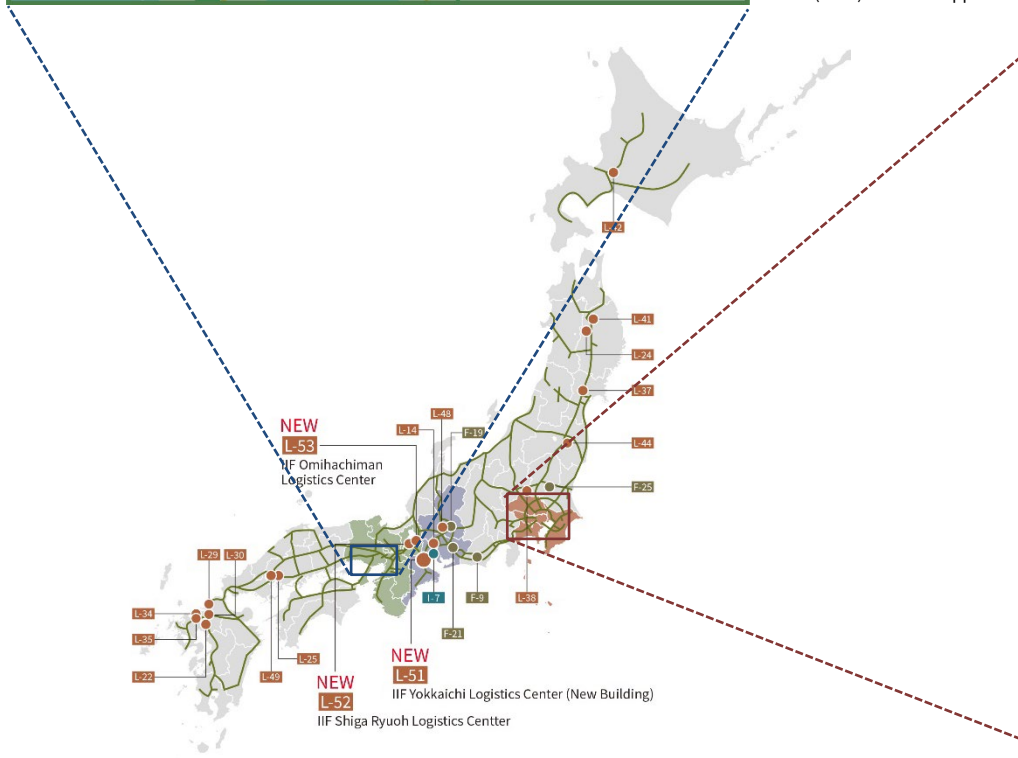 L-41
L-24
L-37
L-48
L-14
F-19
NEW
L-53
IIF Omihachiman
Logistics Center
L-44
F-25
L-29
L-30
L-34
L-35
L-22
I-7
F-9
L-38
F-21
L-25
L-49
NEW
L-51
IIF Yokkaichi Logistics Center (New Building)
NEW
L-52
IIF Shiga Ryuoh Logistics Centter